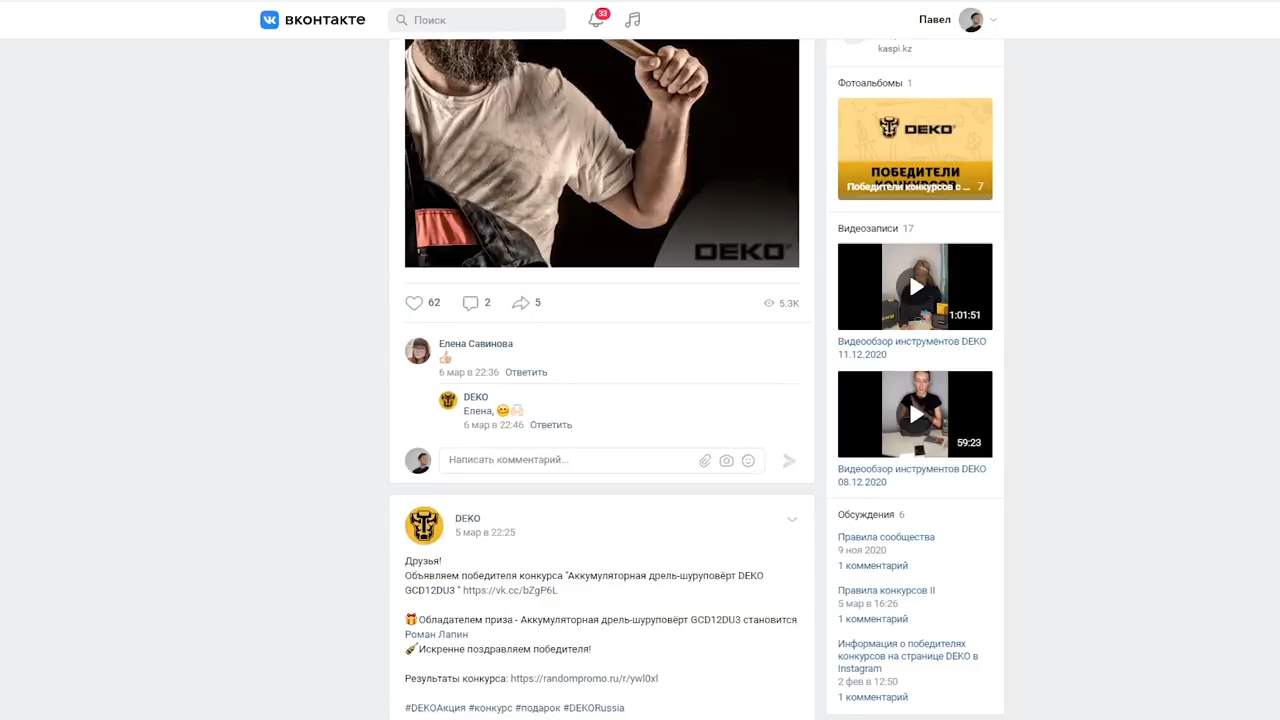 вконтакте
Поиск
33
Павел
DEKO
62
2
5
5.3K
Елена Савинова
6 мар в 22:36 Ответить
DEKO
Елена,
6 мар в 22:46 Ответить
Написать комментарий...
DEKO
5 мар в 22:25
Друзья!
Объявляем победителя конкурса "Аккумуляторная дрель-шуруповёрт DEKO
GCD12DU3 " https://vk.cc/bZgP6L
Обладателем приза - Аккумуляторная дрель-шуруповёрт GCD12DU3 становится
Роман Лапин
Искренне поздравляем победителя!
Результаты конкурса: https://randompromo.ru/r/ywl0xl
#DEKOАкция #конкурс #подарок #DEKORussia
kaspi.kz
Фотоальбомы 1
DEKO
ПОБЕДИТЕЛИ
КОНКУРСОВ
Победители конкурсов с ... 7
Видеозаписи 17
1:01:51
Видеообзор инструментов DEKO
11.12.2020
59:23
Видеообзор инструментов DEKO
08.12.2020
Обсуждения 6
Правила сообщества
9 ноя 2020
1 комментарий
Правила конкурсов II
5 мар в 16:26
1 комментарий
Информация о победителях
конкурсов на странице DEKO в
Instagram
2 фев в 12:50
1 комментарий